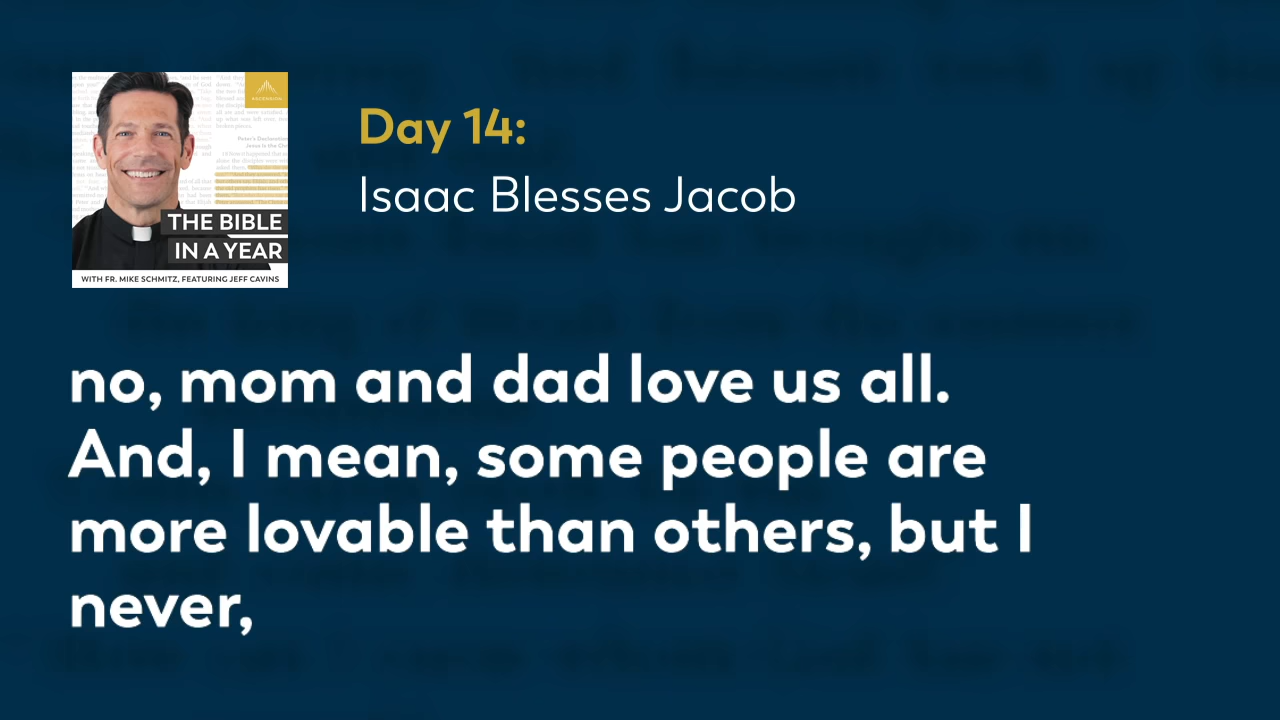 ASCENSION
THE BIBLE
IN A YEAR
WITH FR. MIKE SCHMITZ, FEATURING JEFF CAVINS
Day 14:
Isaac Blesses Jacob
no, mom and dad love us all.
And, I mean, some people are
more lovable than others, but I
never,